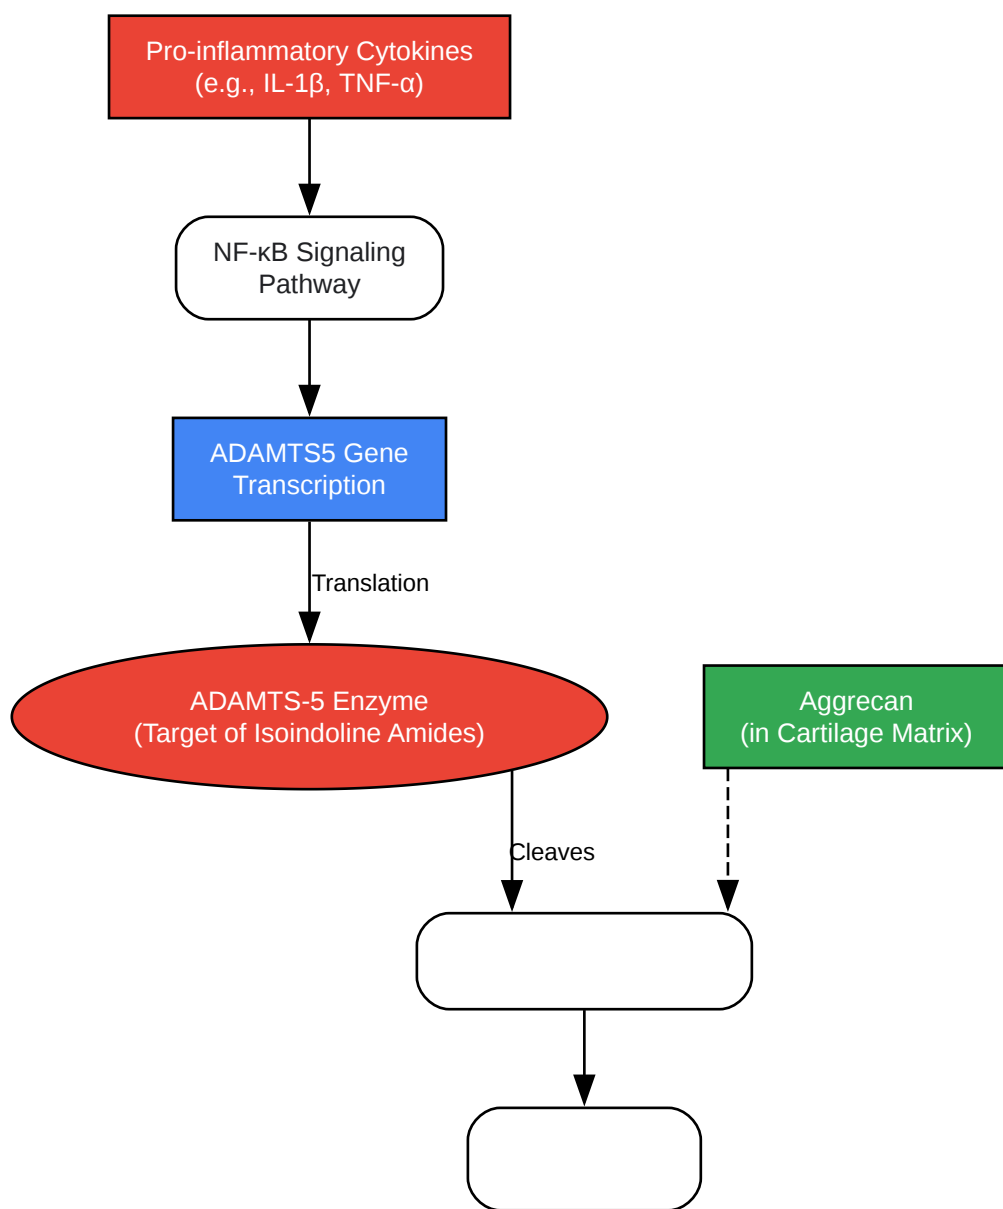 Pro-inflammatory Cytokines
(e.g., IL-1β, TNF-α)
NF-κB Signaling
Pathway
ADAMTS5 Gene
Transcription
Translation
ADAMTS-5 Enzyme
(Target of Isoindoline Amides)
Aggrecan
(in Cartilage Matrix)
Cleaves